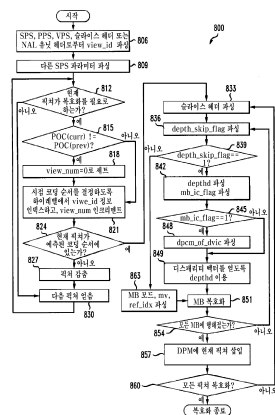 시작
800
SPS, PPS, VPS, 슬라이스 헤더 또는
NAL 유닛 헤더로부터 view_id 파싱
806
다른 SPS 파라미터 파싱
809
812
현재
픽처가 복호화를 필요로
하는가?
아니오
예
815
POC(curr) !=
POC(prev)?
아니오
예
818
view_num=0로 세트
시점 코딩 순서를 결정하도록
하이레벨에서 view_id 정보
인덱스하고, view_num 인크리먼트
821
824
현재 픽처가
예측된 코딩 순서에
있는가?
예
아니오
827
픽처 감춤
다음 픽처 얻음
830
833
슬라이스 헤더 파싱
836
depth_skip_flag 파싱
839
depth_skip_flag==
1?
아니오
예
842
depthd 파싱
mb_ic_flag 파싱
845
mb_ic_flag==1?
아니오
예
848
dpcm_of_dvic 파싱
849
디스패리티 벡터를 얻도록
depthd 이용
863
MB 모드, mv,
ref_idx 파싱
MB 복호화
851
854
모든 MB에 행해졌는가?
아니오
예
857
DPM에 현재 픽처 삽입
860
모든 픽처 복호화?
아니오
예
복호화 종료